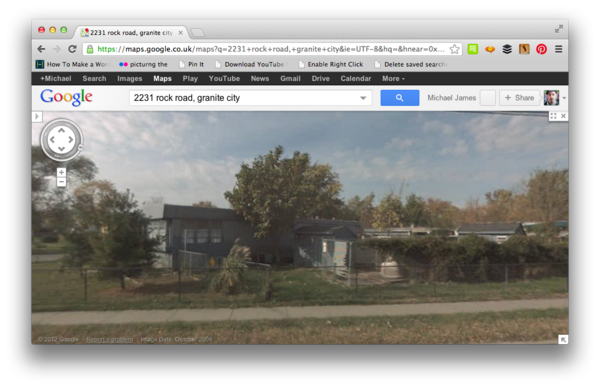 2231 rock road, granite city
https://maps.google.co.uk/maps?q=2231+rock+road,+granite+city&ie=UTF-8&hq=&hnear=0x...
How To Make a Wor picturng the Pin It Download YouTube Enable Right Click Delete saved search
+Michael Search Images Maps Play YouTube News Gmail Drive Calendar More
Google 2231 rock road, granite city Michael James + Share
© 2012 Google Report a problem Image Date: October 2008